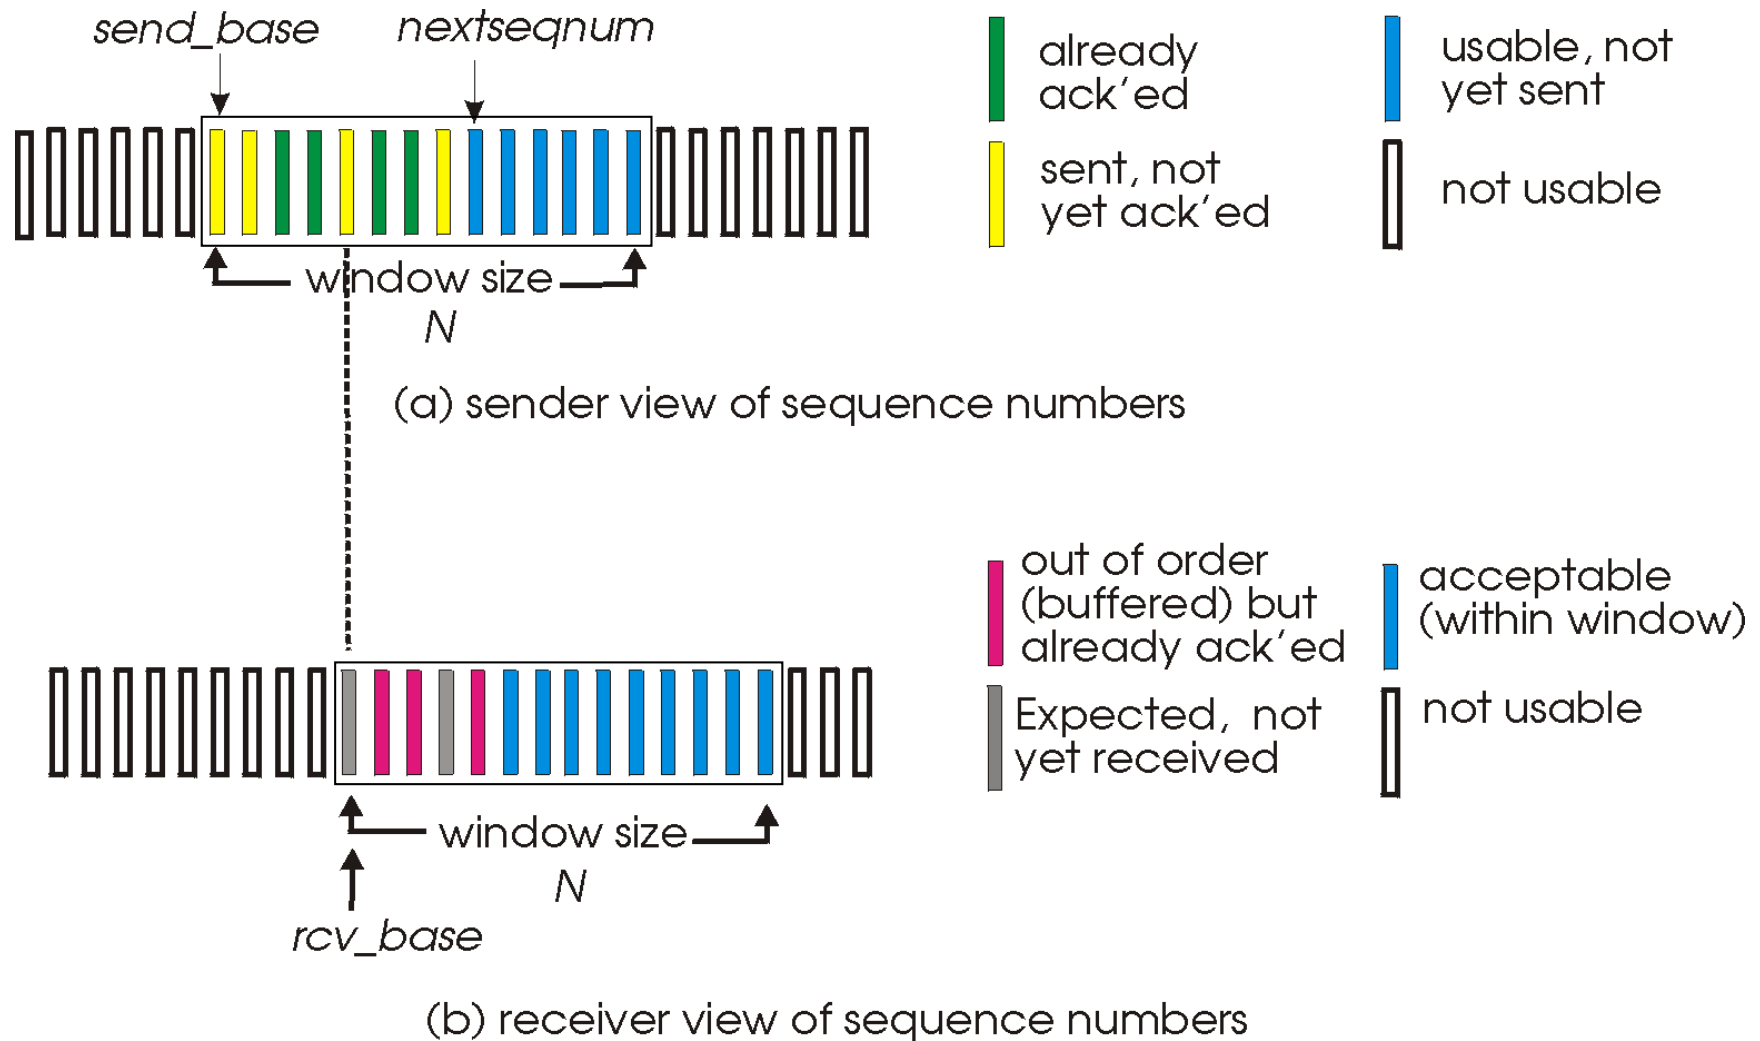 send_base
nextseqnum
already
ack'ed
usable, not
yet sent
sent, not
yet ack'ed
not usable
window size
N
(a) sender view of sequence numbers
out of order
(buffered) but
already ack'ed
acceptable
(within window)
Expected, not
yet received
not usable
window size
N
rcv_base
(b) receiver view of sequence numbers